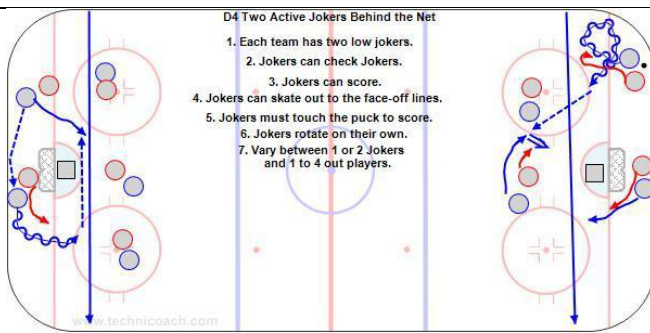 D4 Two Active Jokers Behind the Net
1. Each team has two low jokers.
2. Jokers can check Jokers.
3. Jokers can score.
4. Jokers can skate out to the face-off lines.
5. Jokers must touch the puck to score.
6. Jokers rotate on their own.
7. Vary between 1 or 2 Jokers
and 1 to 4 out players.
www.technicoach.com